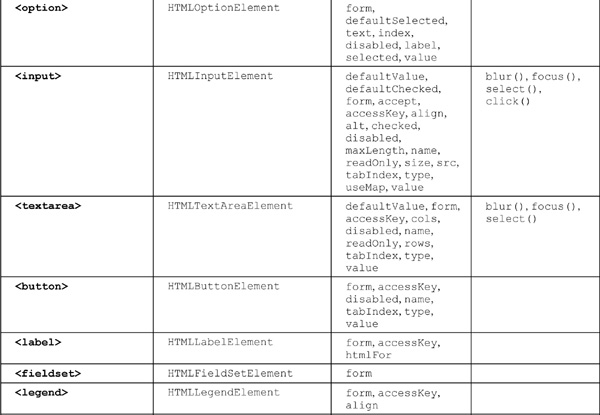 <option> HTMLOptionElement form,
defaultSelected,
text, index,
disabled, label,
selected, value
<input> HTMLInputElement defaultValue, blur(), focus(),
defaultChecked, select(),
form, accept, click()
accessKey, align,
alt, checked,
disabled,
maxLength, name,
readOnly, size, src,
tabIndex, type,
useMap, value
<textarea> HTMLTextAreaElement defaultValue, form, blur(), focus(),
accessKey, cols, select()
disabled, name,
readOnly, rows,
tabIndex, type,
value
<button> HTMLButtonElement form, accessKey,
disabled, name,
tabIndex, type,
value
<label> HTMLLabelElement form, accessKey,
htmlFor
<fieldset> HTMLFieldSetElement form
<legend> HTMLLegendElement form, accessKey,
align